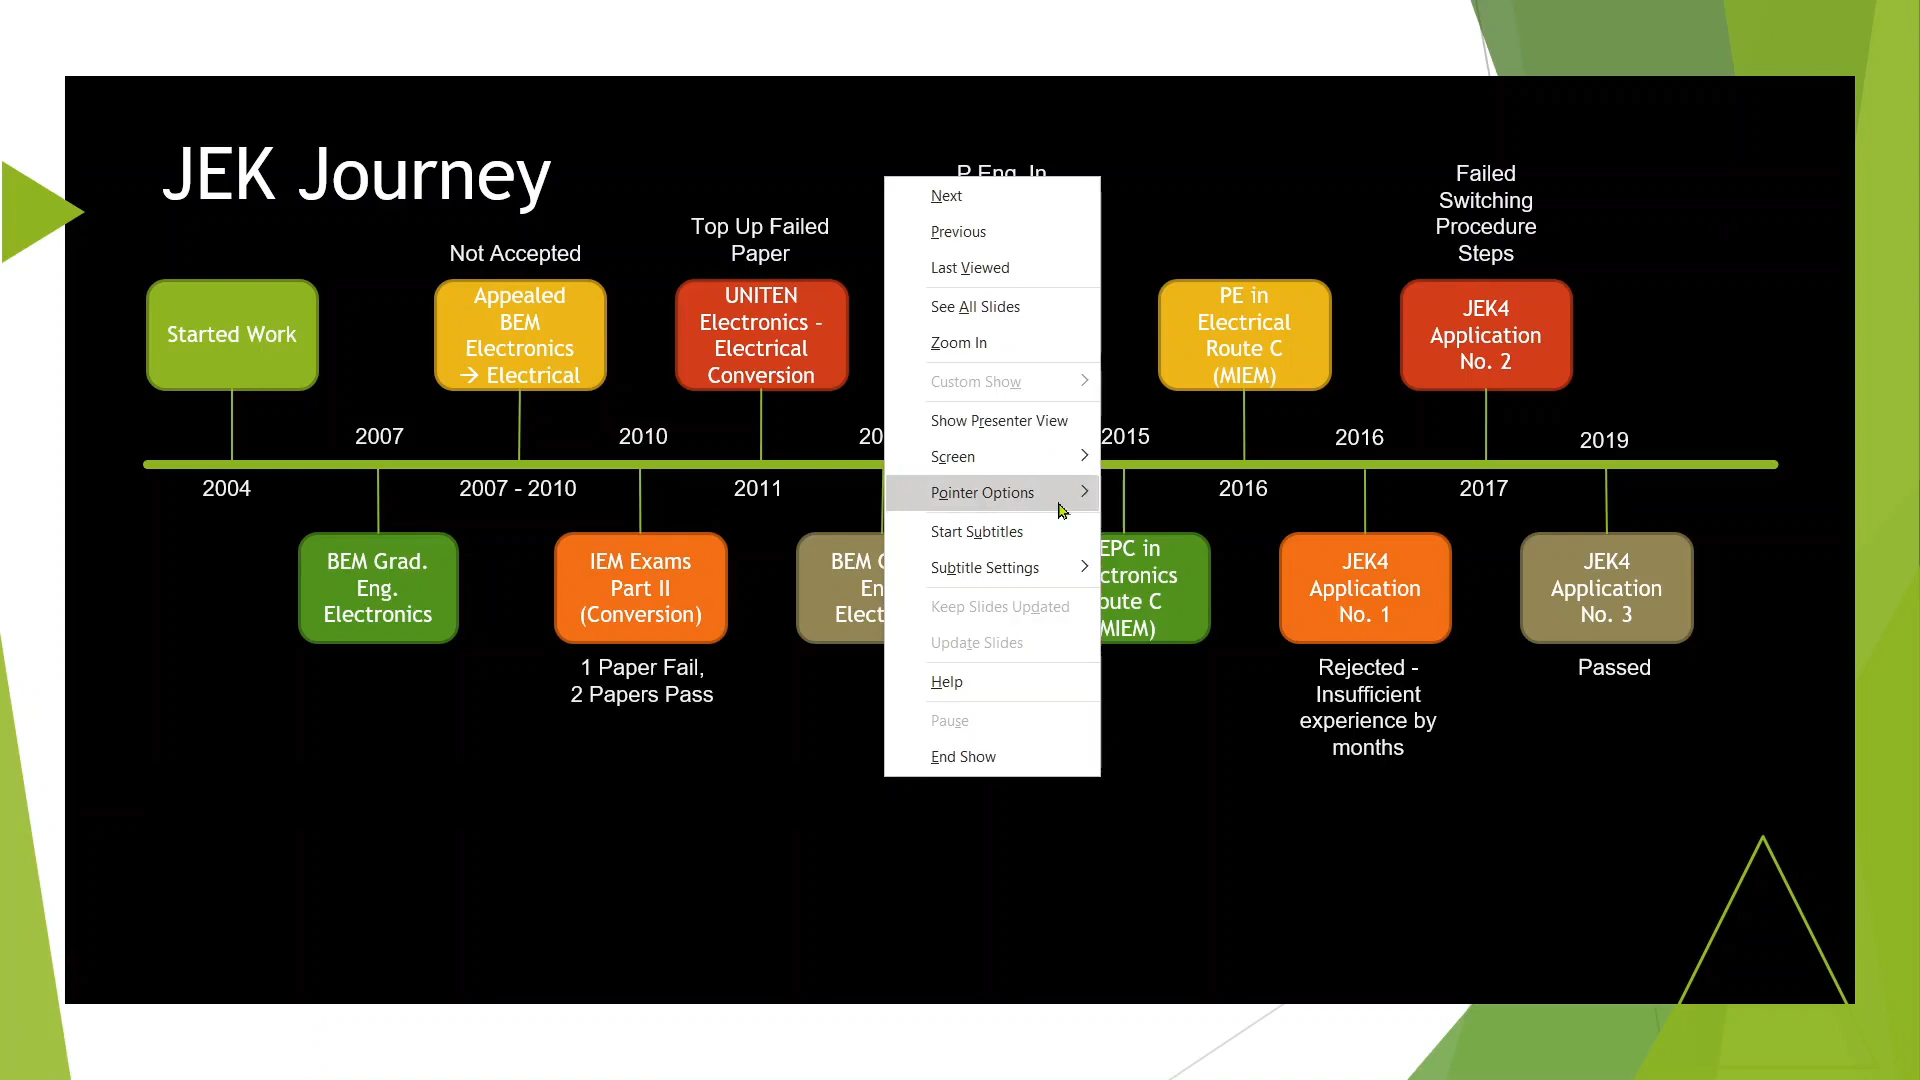 JEK Journey
P.Eng. In
Failed
Switching
Procedure
Steps
Top Up Failed
Paper
Not Accepted
Started Work
Appealed
BEM
Electronics
→ Electrical
UNITEN
Electronics -
Electrical
Conversion
PE in
Electrical
Route C
(MIEM)
JEK4
Application
No. 2
2007
2010
20
2015
2016
2019
2004
2007 - 2010
2011
2016
2017
BEM Grad.
Eng.
Electronics
IEM Exams
Part II
(Conversion)
BEM
En
Elect
EPC in
ctronics
ute C
MIEM)
JEK4
Application
No. 1
JEK4
Application
No. 3
1 Paper Fail,
2 Papers Pass
Rejected -
Insufficient
experience by
months
Passed
Next
Previous
Last Viewed
See All Slides
Zoom In
Custom Show
Show Presenter View
Screen
Pointer Options
Start Subtitles
Subtitle Settings
Keep Slides Updated
Update Slides
Help
Pause
End Show